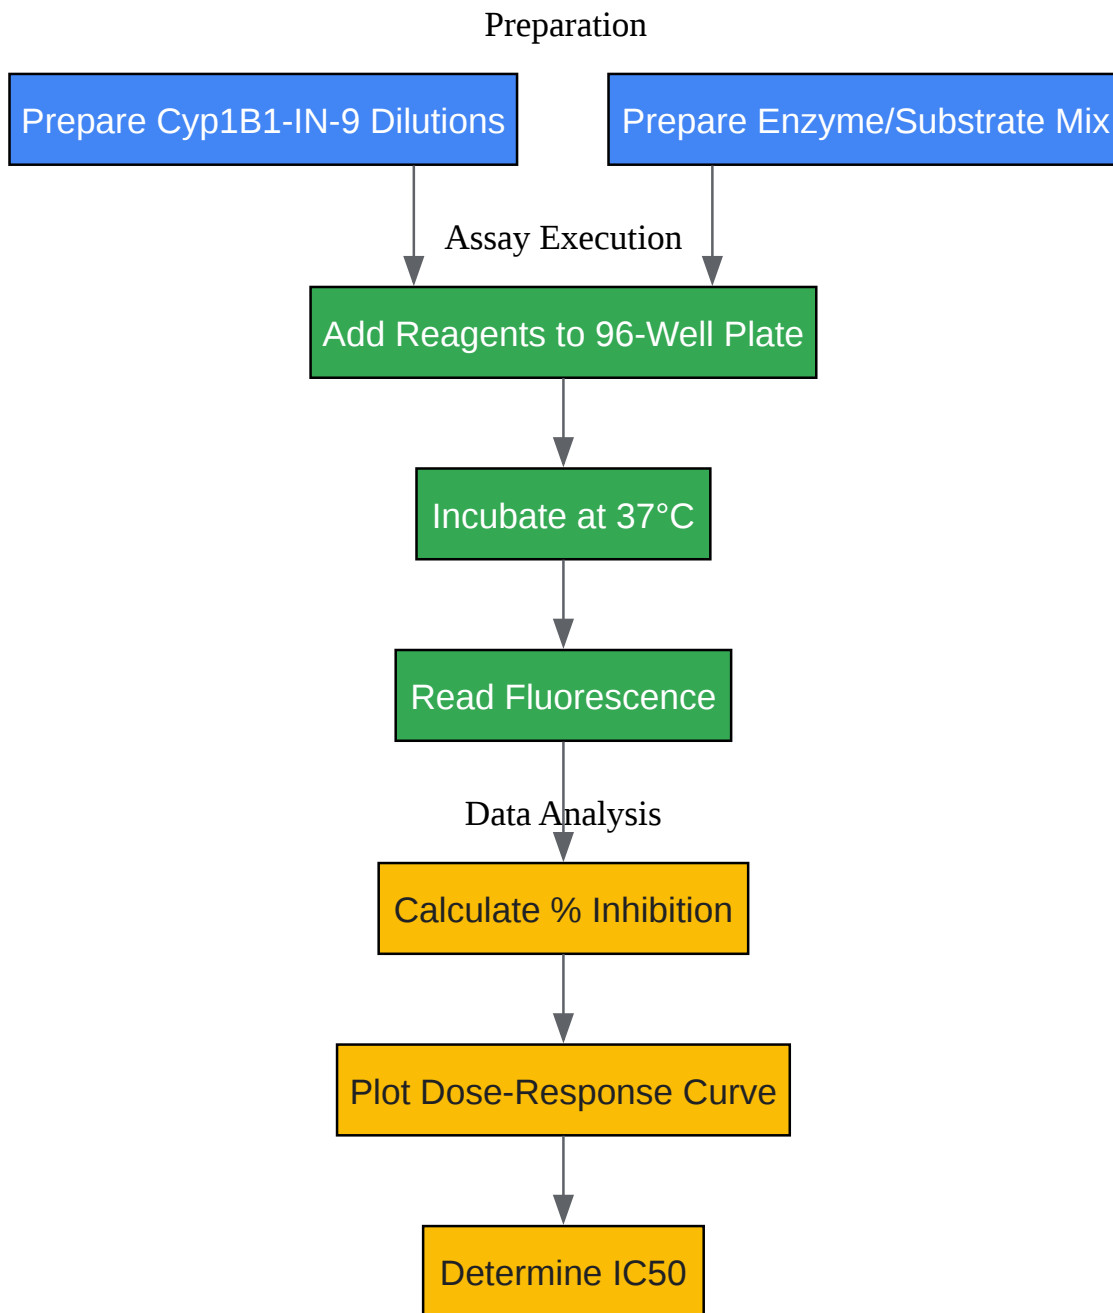 Preparation
Prepare Cyp1B1-IN-9 Dilutions
Prepare Enzyme/Substrate Mix
Assay Execution
Add Reagents to 96-Well Plate
Incubate at 37°C
Read Fluorescence
Data Analysis
Calculate % Inhibition
Plot Dose-Response Curve
Determine IC50